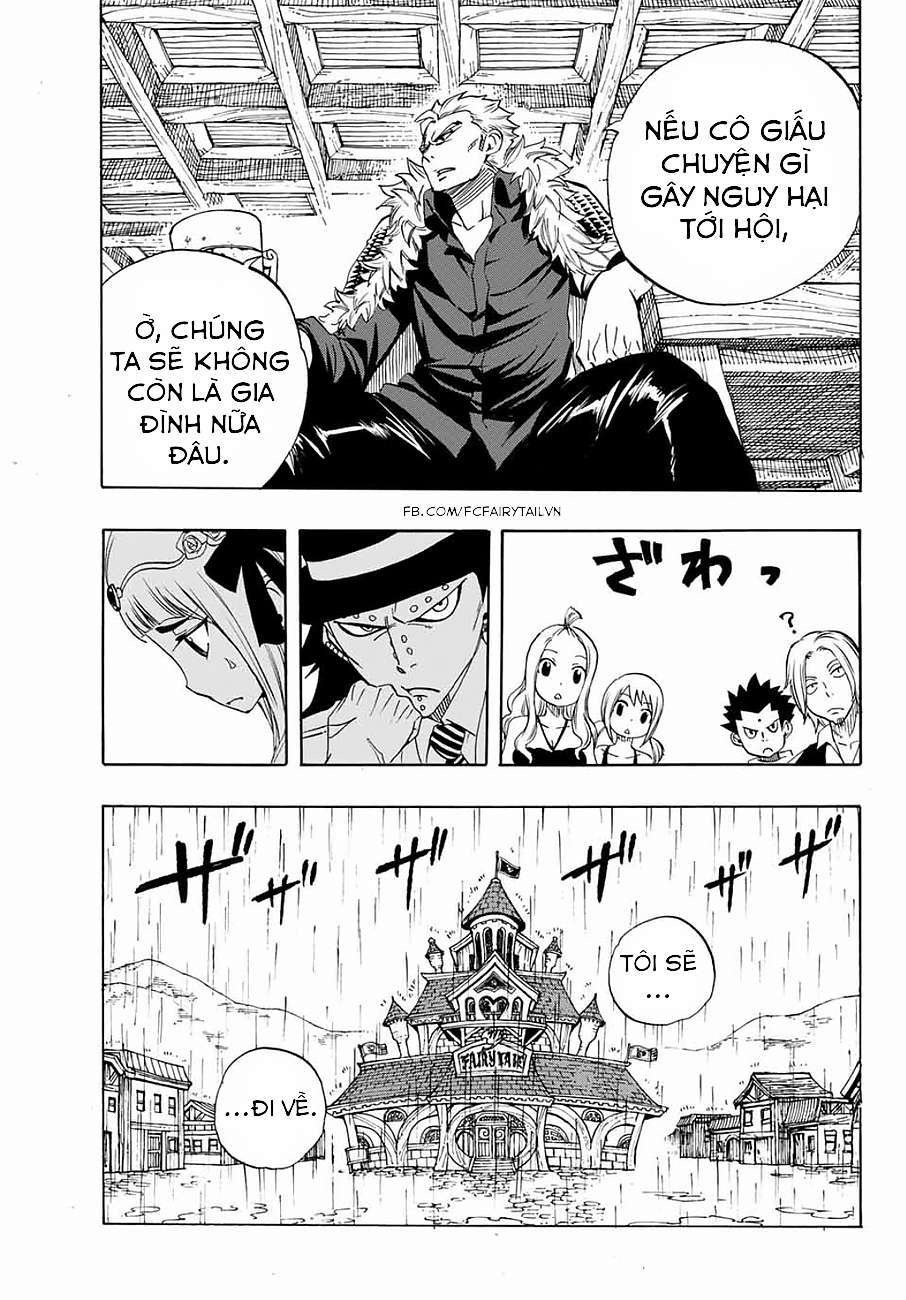 NẾU CÔ GIẤU
CHUYỆN GÌ
GÂY NGUY HẠI
TỚI HỘI,
Ờ, CHÚNG
TA SẼ KHÔNG
CÒN LÀ GIA
ĐÌNH NỮA
ĐÂU.
FB.COM/FCFAIRYTAILVN
ざわっ
?
ザザザザザザ
TÔI SẼ
...
FAIRY TAIL
...ĐI VỀ.